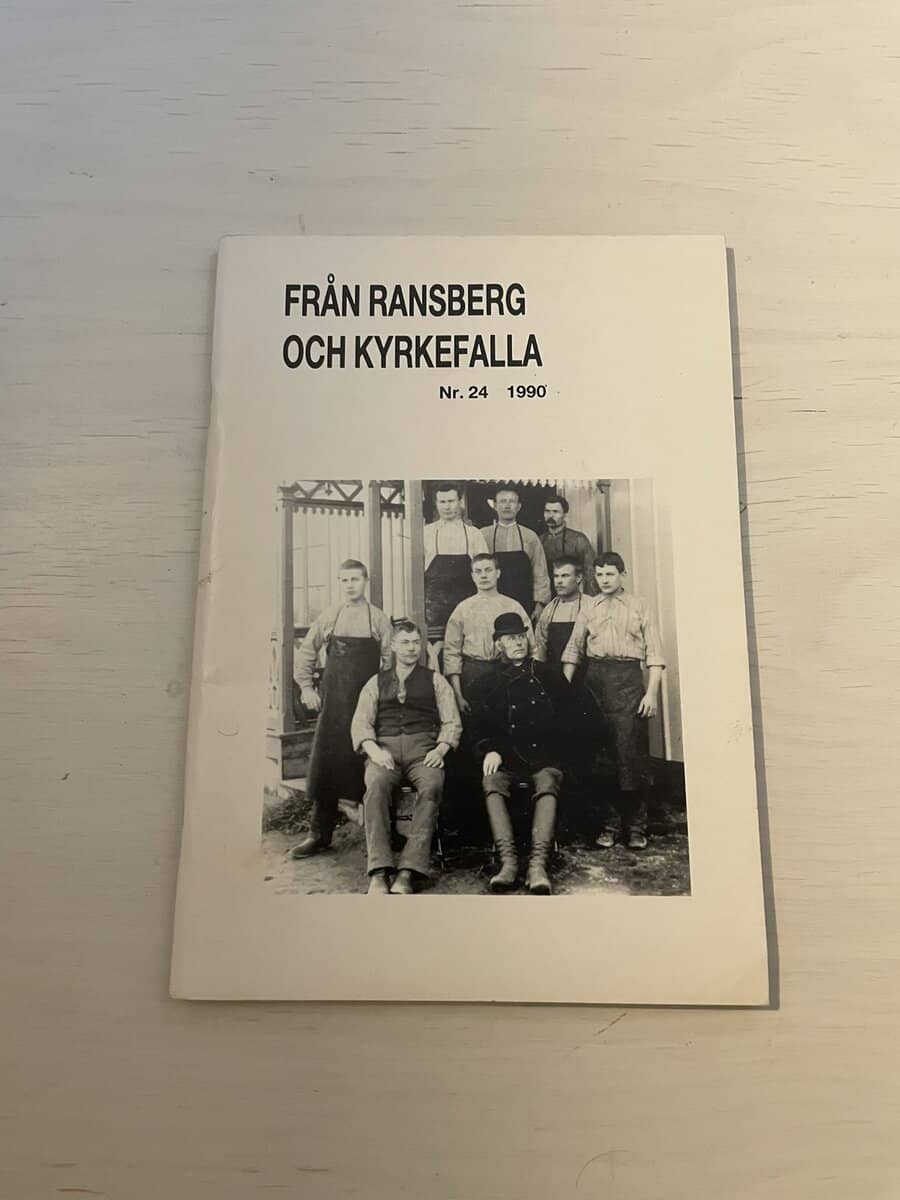 FRÅN RANSBERG
OCH KYRKEFALLA
Nr. 24 1990